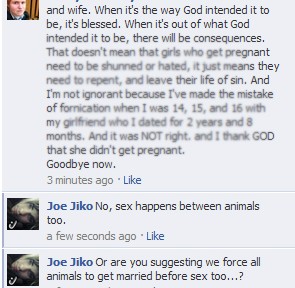 and wife. When it's the way God intended it to
be, it's blessed. When it's out of what God
intended it to be, there will be consequences.
That doesn't mean that girls who get pregnant
need to be shunned or hated, it just means they
need to repent, and leave their life of sin. And
I'm not ignorant because I've made the mistake
of fornication when I was 14, 15, and 16 with
my girlfriend who I dated for 2 years and 8
months. And it was NOT right. and I thank GOD
that she didn't get pregnant.
Goodbye now.
3 minutes ago · Like
Joe Jiko No, sex happens between animals
too.
a few seconds ago · Like
Joe Jiko Or are you suggesting we force all
animals to get married before sex too...?